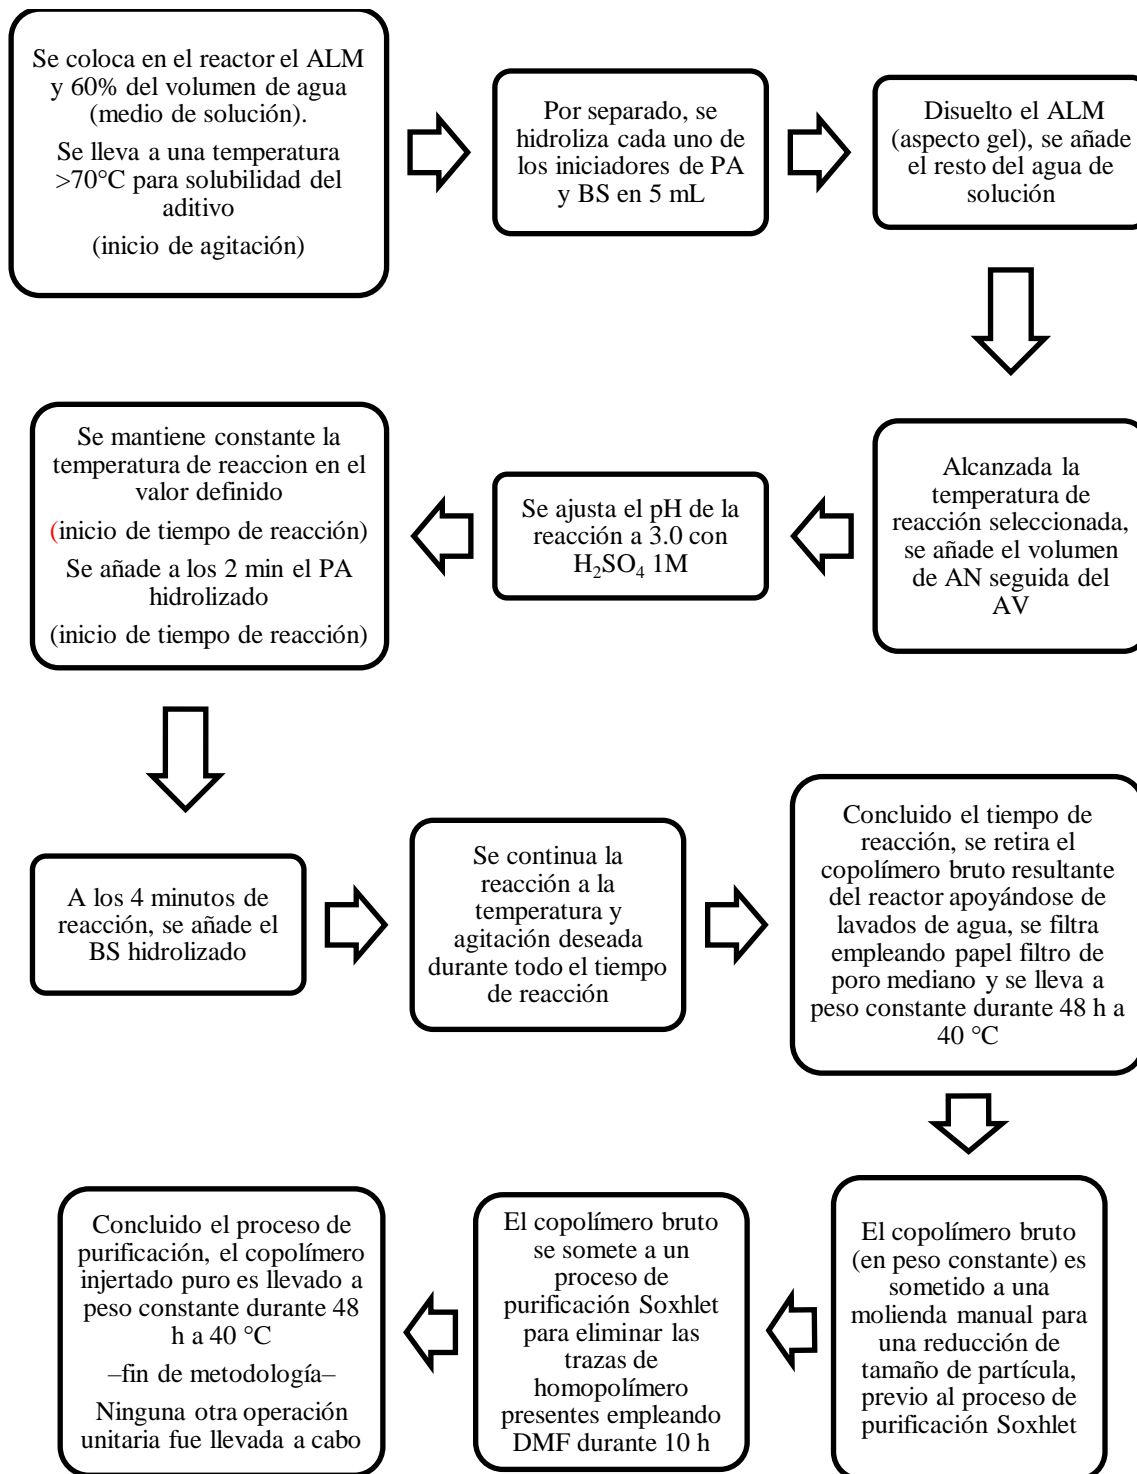 Se coloca en el reactor el ALM
y 60% del volumen de agua
(medio de solución).
Se lleva a una temperatura
>70°C para solubilidad del
aditivo
(inicio de agitación)
Por separado, se
hidroliza cada uno de
los iniciadores de PA
y BS en 5 mL
Disuelto el ALM
(aspecto gel), se añade
el resto del agua de
solución
Alcanzada la
temperatura de
reacción seleccionada,
se añade el volumen
de AN seguida del
AV
Se ajusta el pH de la
reacción a 3.0 con
H₂SO₄ 1M
Se mantiene constante la
temperatura de reaccion en el
valor definido
(inicio de tiempo de reacción)
Se añade a los 2 min el PA
hidrolizado
(inicio de tiempo de reacción)
A los 4 minutos de
reacción, se añade el
BS hidrolizado
Se continua la
reacción a la
temperatura y
agitación deseada
durante todo el tiempo
de reacción
Concluido el tiempo de
reacción, se retira el
copolímero bruto resultante
del reactor apoyándose de
lavados de agua, se filtra
empleando papel filtro de
poro mediano y se lleva a
peso constante durante 48 h a
40 °C
El copolímero bruto
(en peso constante) es
sometido a una
molienda manual para
una reducción de
tamaño de partícula,
previo al proceso de
purificación Soxhlet
El copolímero bruto
se somete a un
proceso de
purificación Soxhlet
para eliminar las
trazas de
homopolímero
presentes empleando
DMF durante 10 h
Concluido el proceso de
purificación, el copolímero
injertado puro es llevado a
peso constante durante 48
h a 40 °C
–fin de metodología–
Ninguna otra operación
unitaria fue llevada a cabo